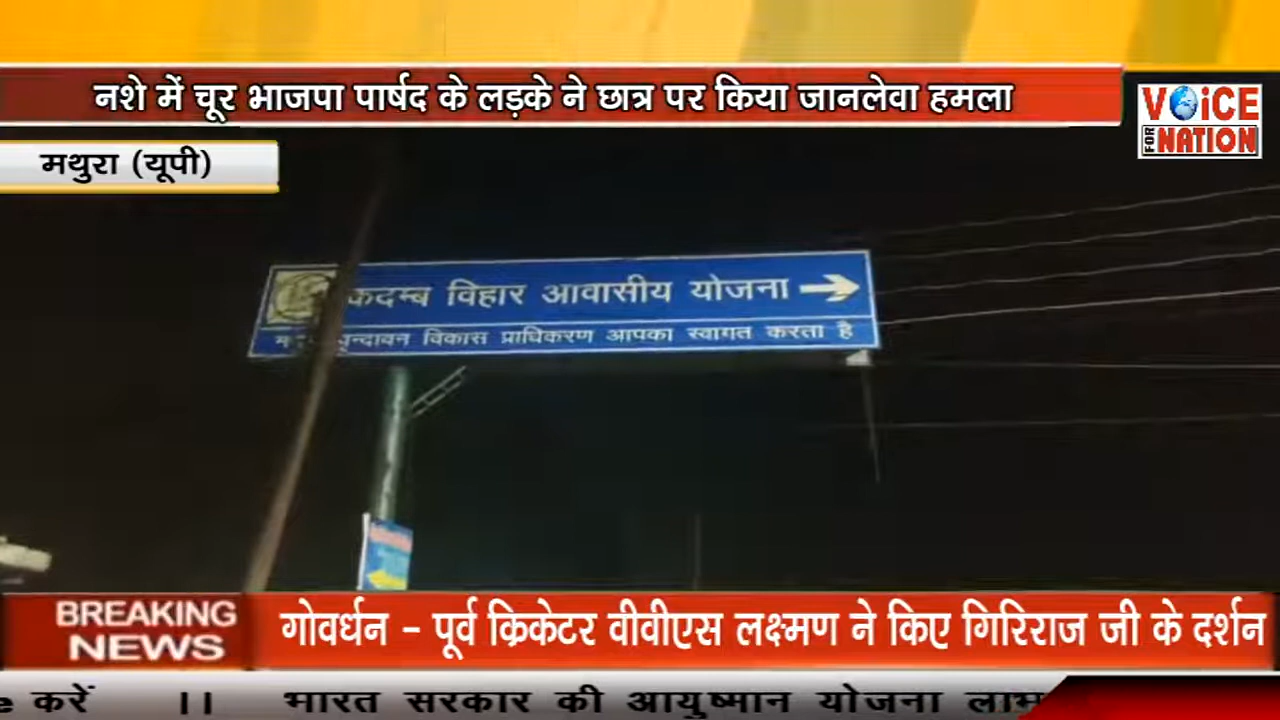 नशे में चूर भाजपा पार्षद के लड़के ने छात्र पर किया जानलेवा हमला
VOiCE
FOR NATION
मथुरा (यूपी)
कदम्ब विहार आवासीय योजना
विकास प्राधिकरण आपका स्वागत करता है
BREAKING
NEWS
गोवर्धन - पूर्व क्रिकेटर वीवीएस लक्ष्मण ने किए गिरिराज जी के दर्शन
e करें || भारत सरकार की आयुष्मान योजना